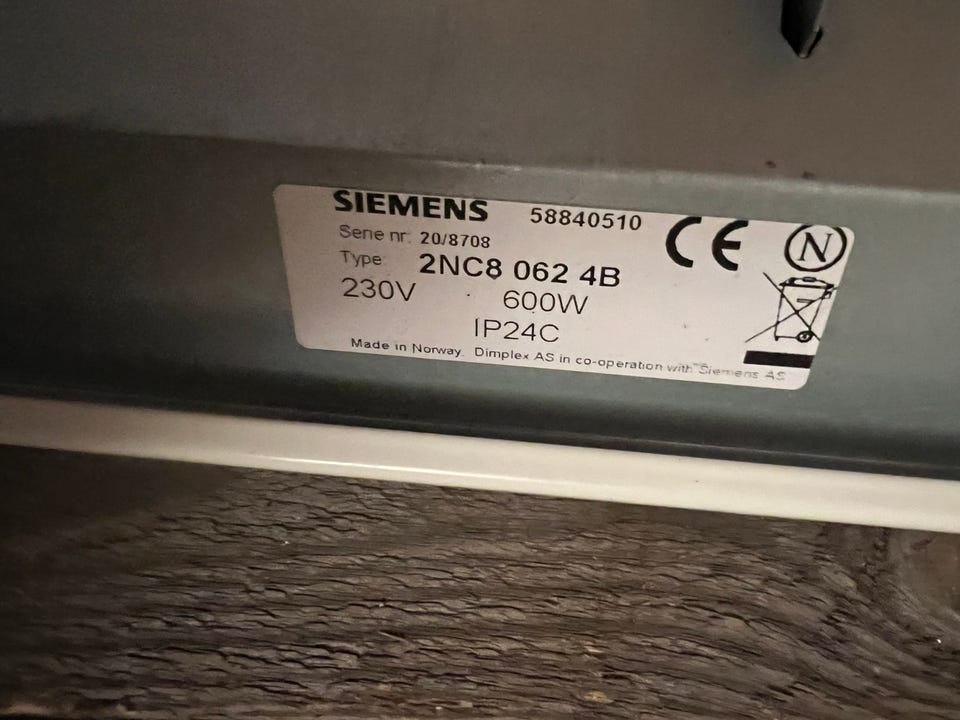 SIEMENS 58840510
Serie nr: 20/8708
Type: 2NC8 062 4B
230V 600W
IP24C
Made in Norway. Dimplex AS in co-operation with Siemens AS
CE
N